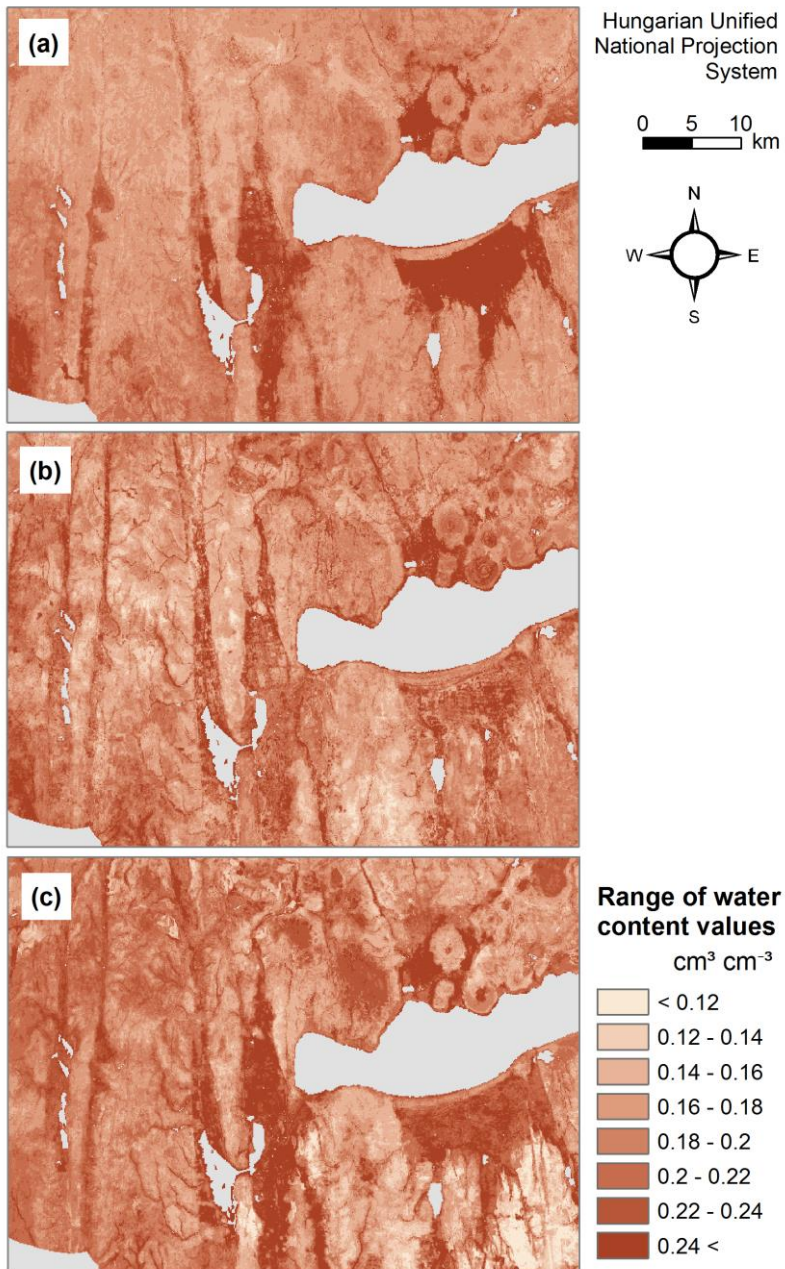 (a)
Hungarian Unified
National Projection
System
0 5 10
km
N
W E
S
(b)
(c)
Range of water
content values
cm³ cm⁻³
< 0.12
0.12 - 0.14
0.14 - 0.16
0.16 - 0.18
0.18 - 0.2
0.2 - 0.22
0.22 - 0.24
0.24 <